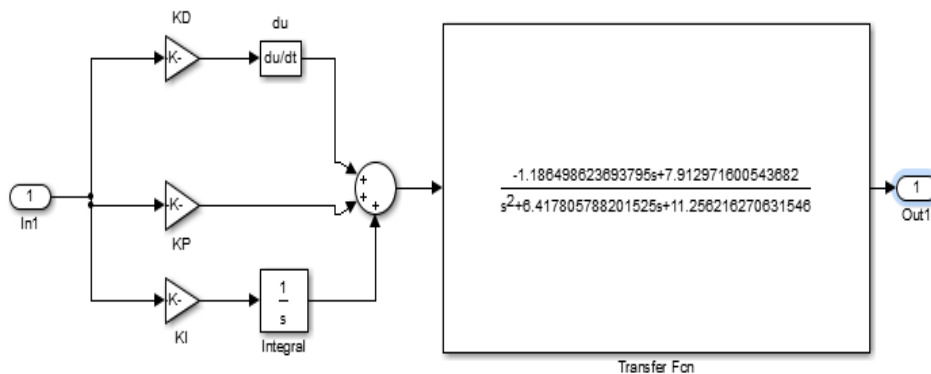 KD
du
-K-
du/dt
-1.186498623693795s+7.912971600543682
s2+6.417805788201525s+11.256216270631546
1
In1
-K-
KP
+
+
+
1
Out1
-K-
KI
1
s
Integral
Transfer Fcn